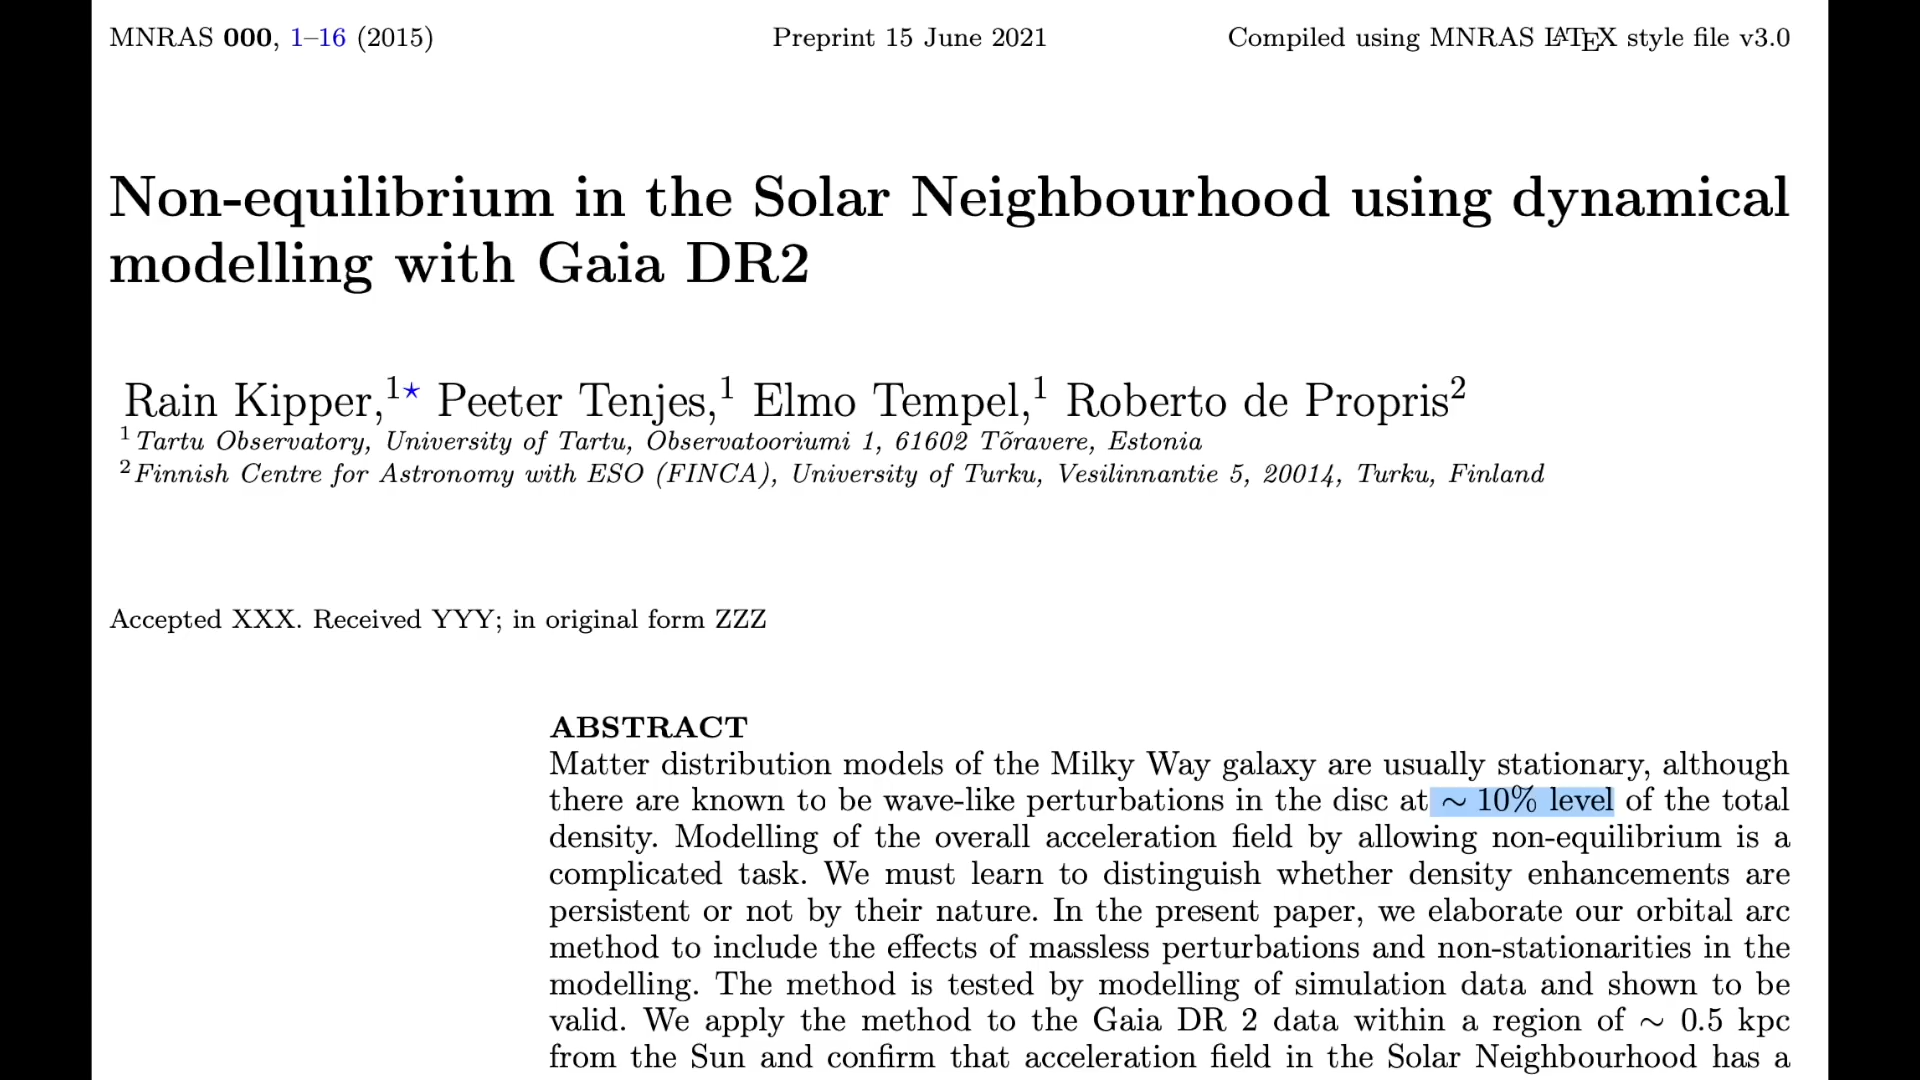 MNRAS 000, 1–16 (2015) Preprint 15 June 2021 Compiled using MNRAS LATEX style file v3.0
Non-equilibrium in the Solar Neighbourhood using dynamical
modelling with Gaia DR2
Rain Kipper,1⋆ Peeter Tenjes,1 Elmo Tempel,1 Roberto de Propris2
1 Tartu Observatory, University of Tartu, Observatooriumi 1, 61602 Tõravere, Estonia
2 Finnish Centre for Astronomy with ESO (FINCA), University of Turku, Vesilinnantie 5, 20014, Turku, Finland
Accepted XXX. Received YYY; in original form ZZZ
ABSTRACT
Matter distribution models of the Milky Way galaxy are usually stationary, although
there are known to be wave-like perturbations in the disc at ∼ 10% level of the total
density. Modelling of the overall acceleration field by allowing non-equilibrium is a
complicated task. We must learn to distinguish whether density enhancements are
persistent or not by their nature. In the present paper, we elaborate our orbital arc
method to include the effects of massless perturbations and non-stationarities in the
modelling. The method is tested by modelling of simulation data and shown to be
valid. We apply the method to the Gaia DR 2 data within a region of ∼ 0.5 kpc
from the Sun and confirm that acceleration field in the Solar Neighbourhood has a